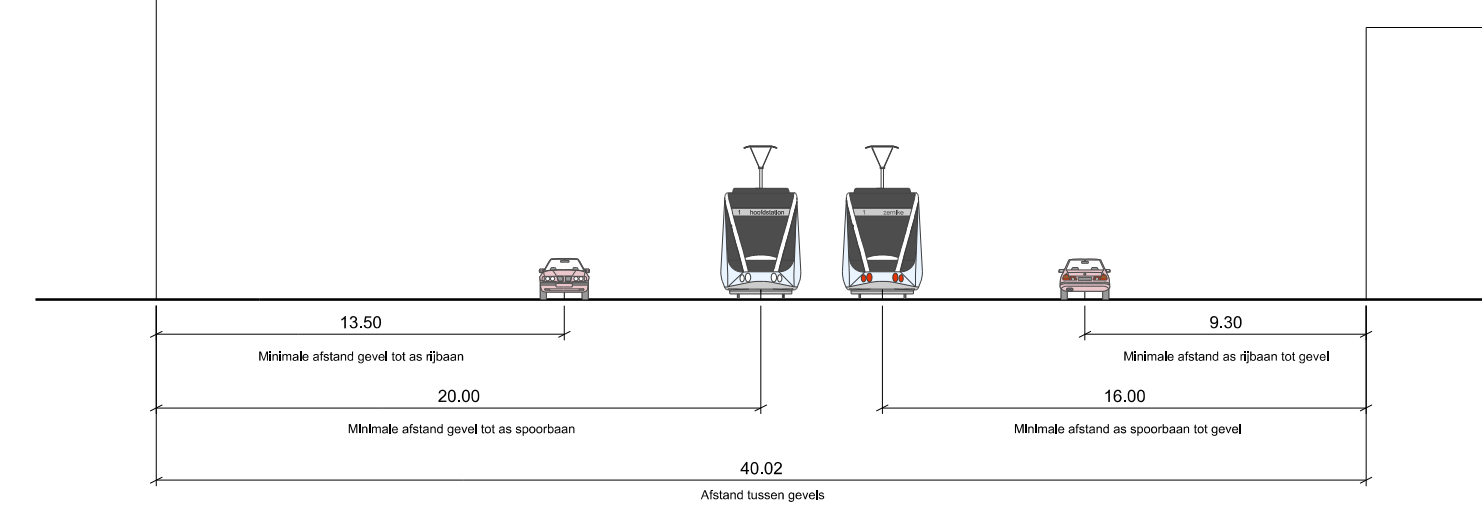 1 hoofdstation
1 zernike
13.50
9.30
Minimale afstand gevel tot as rijbaan
Minimale afstand as rijbaan tot gevel
20.00
16.00
Minimale afstand gevel tot as spoorbaan
Minimale afstand as spoorbaan tot gevel
40.02
Afstand tussen gevels